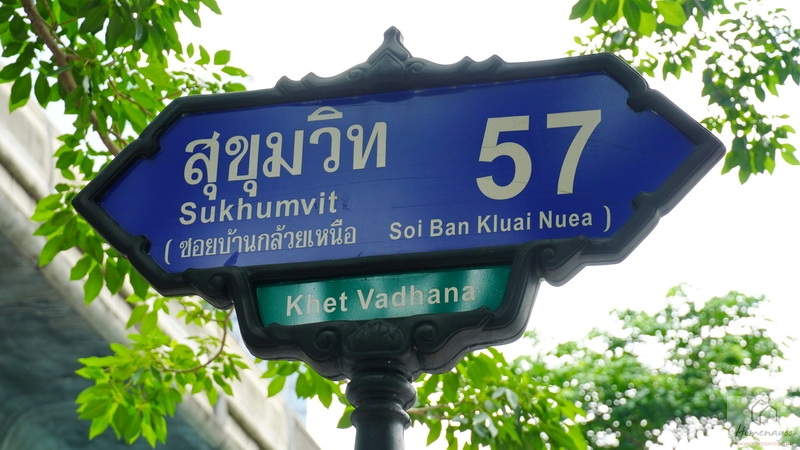 สุขุมวิท 57
Sukhumvit
(ซอยบ้านกล้วยเหนือ Soi Ban Kluai Nuea)
Khet Vadhana